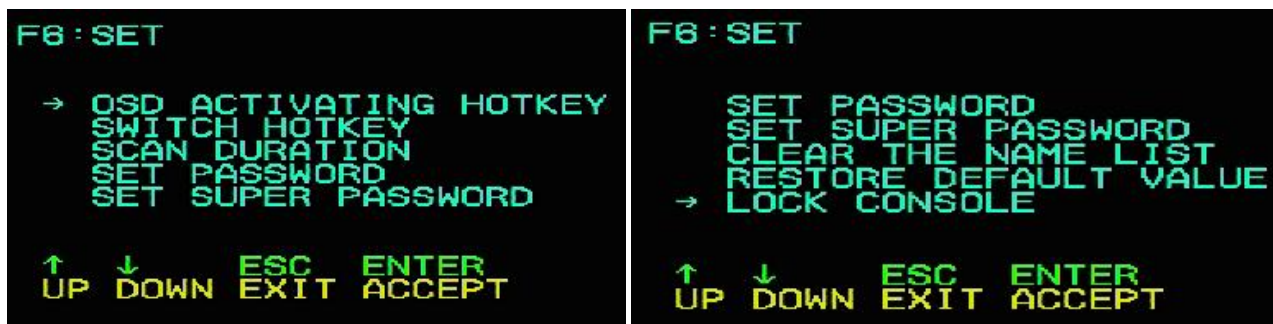 F6:SET
→ OSD ACTIVATING HOTKEY
SWITCH HOTKEY
SCAN DURATION
SET PASSWORD
SET SUPER PASSWORD
↑ ↓ ESC ENTER
UP DOWN EXIT ACCEPT
F6:SET
SET PASSWORD
SET SUPER PASSWORD
CLEAR THE NAME LIST
RESTORE DEFAULT VALUE
→ LOCK CONSOLE
↑ ↓ ESC ENTER
UP DOWN EXIT ACCEPT